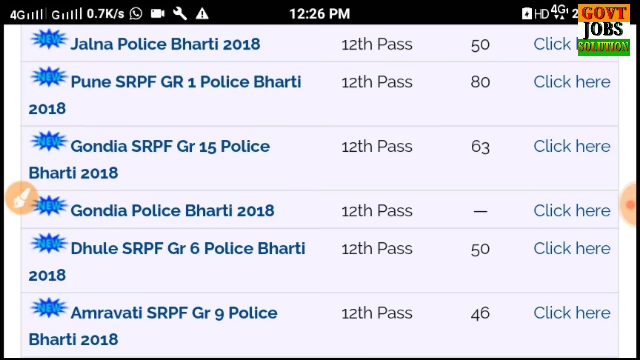 4G 4G G 0.7K/s 12:26 PM HD 4G 2
GOVT
JOBS
SOLUTION
NEW Jalna Police Bharti 2018 12th Pass 50 Click here
NEW Pune SRPF GR 1 Police Bharti 12th Pass 80 Click here
2018
NEW Gondia SRPF Gr 15 Police 12th Pass 63 Click here
Bharti 2018
NEW Gondia Police Bharti 2018 12th Pass — Click here
NEW Dhule SRPF Gr 6 Police Bharti 12th Pass 50 Click here
2018
NEW Amravati SRPF Gr 9 Police 12th Pass 46 Click here
Bharti 2018